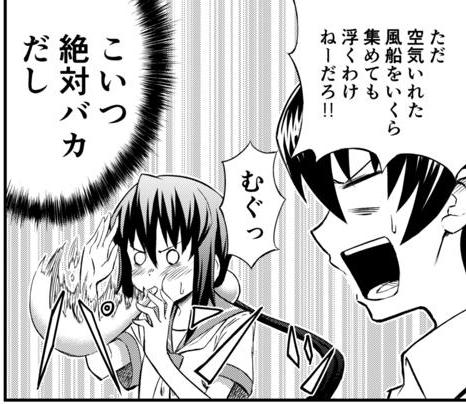 ただ
空気いれた
風船をいくら
集めても
浮くわけ
ねーだろ!!
むぐっ
こいつ
絶対バカ
だし